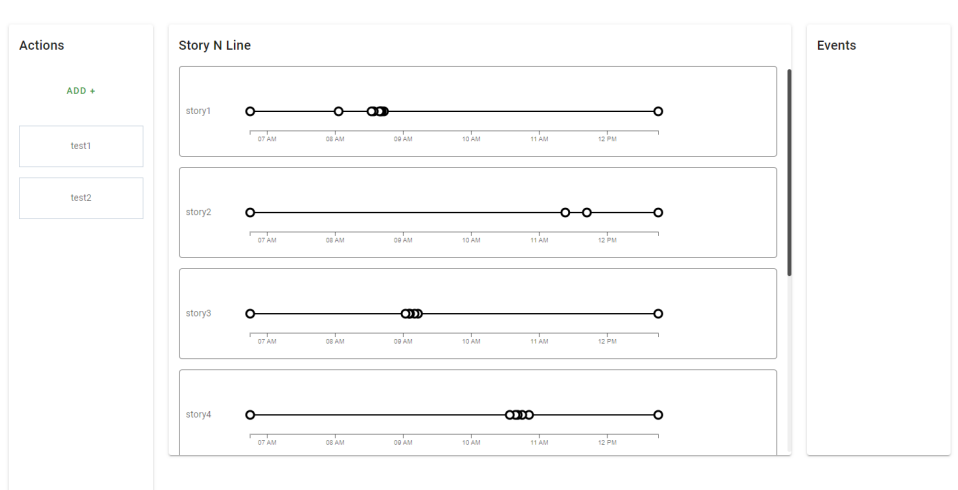 Actions
ADD +
test1
test2
Story N Line
story1
07 AM 08 AM 09 AM 10 AM 11 AM 12 PM
story2
07 AM 08 AM 09 AM 10 AM 11 AM 12 PM
story3
07 AM 08 AM 09 AM 10 AM 11 AM 12 PM
story4
07 AM 08 AM 09 AM 10 AM 11 AM 12 PM
Events